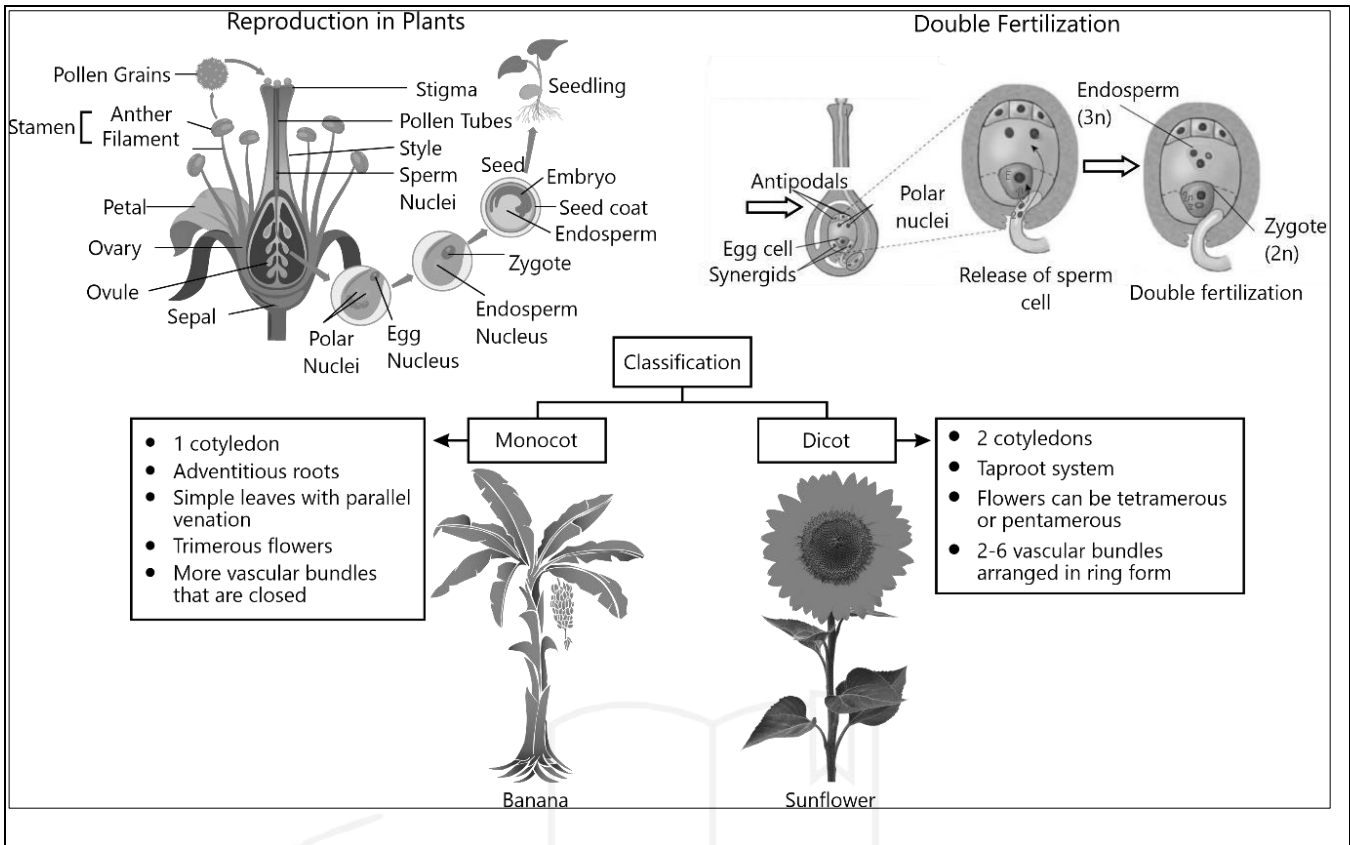 Reproduction in Plants
Pollen Grains
Stamen
Anther
Filament
Petal
Ovary
Ovule
Sepal
Stigma
Pollen Tubes
Style
Sperm
Nuclei
Polar
Nuclei
Egg
Nucleus
Endosperm
Nucleus
Zygote
Seed
Embryo
Seed coat
Endosperm
Seedling
Double Fertilization
Antipodals
Polar
nuclei
Egg cell
Synergids
Release of sperm
cell
Endosperm
(3n)
Zygote
(2n)
Double fertilization
Classification
Monocot
● 1 cotyledon
● Adventitious roots
● Simple leaves with parallel
venation
● Trimerous flowers
● More vascular bundles
that are closed
Banana
Dicot
● 2 cotyledons
● Taproot system
● Flowers can be tetramerous
or pentamerous
● 2-6 vascular bundles
arranged in ring form
Sunflower